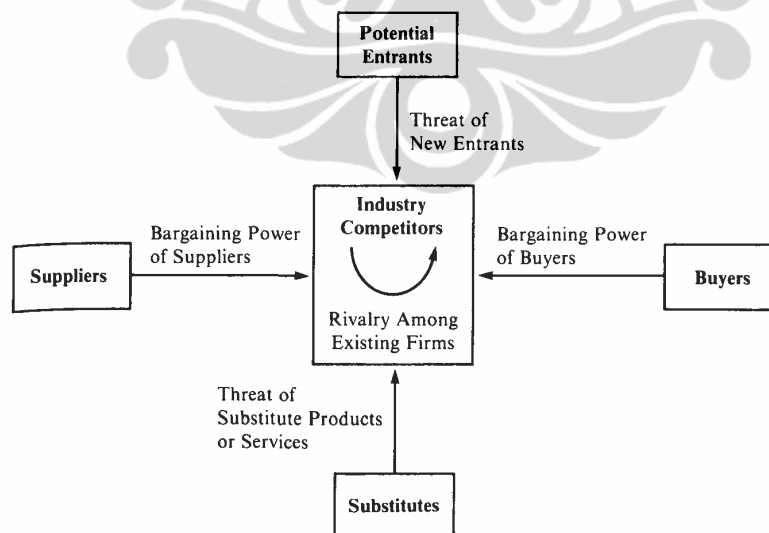 Potential
Entrants
Threat of
New Entrants
Industry
Competitors
Bargaining Power
of Suppliers
Bargaining Power
of Buyers
Suppliers
Buyers
Rivalry Among
Existing Firms
Threat of
Substitute Products
or Services
Substitutes